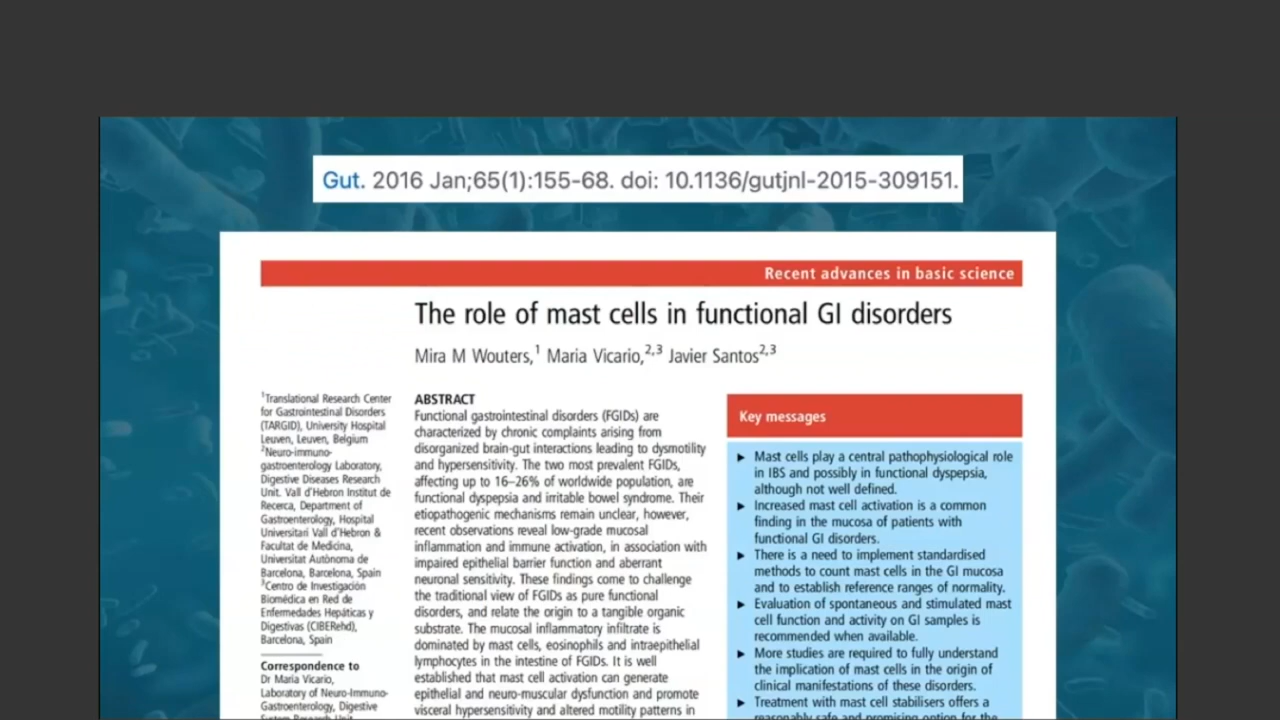 Gut. 2016 Jan;65(1):155-68. doi: 10.1136/gutjnl-2015-309151.
Recent advances in basic science
The role of mast cells in functional GI disorders
Mira M Wouters,1 Maria Vicario,2,3 Javier Santos2,3
1Translational Research Center
for Gastrointestinal Disorders
(TARGID), University Hospital
Leuven, Leuven, Belgium
2Neuro-immuno-
gastroenterology Laboratory,
Digestive Diseases Research
Unit. Vall d'Hebron Institut de
Recerca, Department of
Gastroenterology, Hospital
Universitari Vall d'Hebron &
Facultat de Medicina,
Universitat Autònoma de
Barcelona, Barcelona, Spain
3Centro de Investigación
Biomédica en Red de
Enfermedades Hepáticas y
Digestivas (CIBERehd),
Barcelona, Spain
Correspondence to
Dr Maria Vicario,
Laboratory of Neuro-Immuno-
Gastroenterology, Digestive
System Research Unit
ABSTRACT
Functional gastrointestinal disorders (FGIDs) are
characterized by chronic complaints arising from
disorganized brain-gut interactions leading to dysmotility
and hypersensitivity. The two most prevalent FGIDs,
affecting up to 16–26% of worldwide population, are
functional dyspepsia and irritable bowel syndrome. Their
etiopathogenic mechanisms remain unclear, however,
recent observations reveal low-grade mucosal
inflammation and immune activation, in association with
impaired epithelial barrier function and aberrant
neuronal sensitivity. These findings come to challenge
the traditional view of FGIDs as pure functional
disorders, and relate the origin to a tangible organic
substrate. The mucosal inflammatory infiltrate is
dominated by mast cells, eosinophils and intraepithelial
lymphocytes in the intestine of FGIDs. It is well
established that mast cell activation can generate
epithelial and neuro-muscular dysfunction and promote
visceral hypersensitivity and altered motility patterns in
Key messages
► Mast cells play a central pathophysiological role
in IBS and possibly in functional dyspepsia,
although not well defined.
► Increased mast cell activation is a common
finding in the mucosa of patients with
functional GI disorders.
► There is a need to implement standardised
methods to count mast cells in the GI mucosa
and to establish reference ranges of normality.
► Evaluation of spontaneous and stimulated mast
cell function and activity on GI samples is
recommended when available.
► More studies are required to fully understand
the implication of mast cells in the origin of
clinical manifestations of these disorders.
► Treatment with mast cell stabilisers offers a
reasonably safe and promising option for the